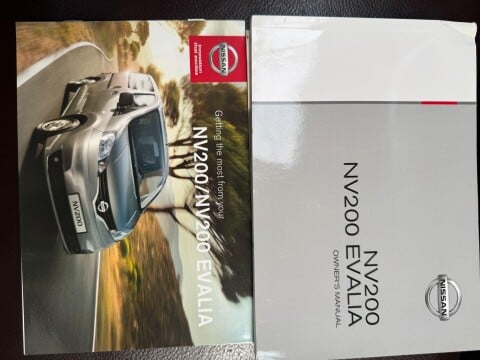 NISSAN
Innovation
that excites
Getting the most from your
NV200/NV200 EVALIA
NV200
NV200
NV200 EVALIA
OWNER'S MANUAL
NISSAN